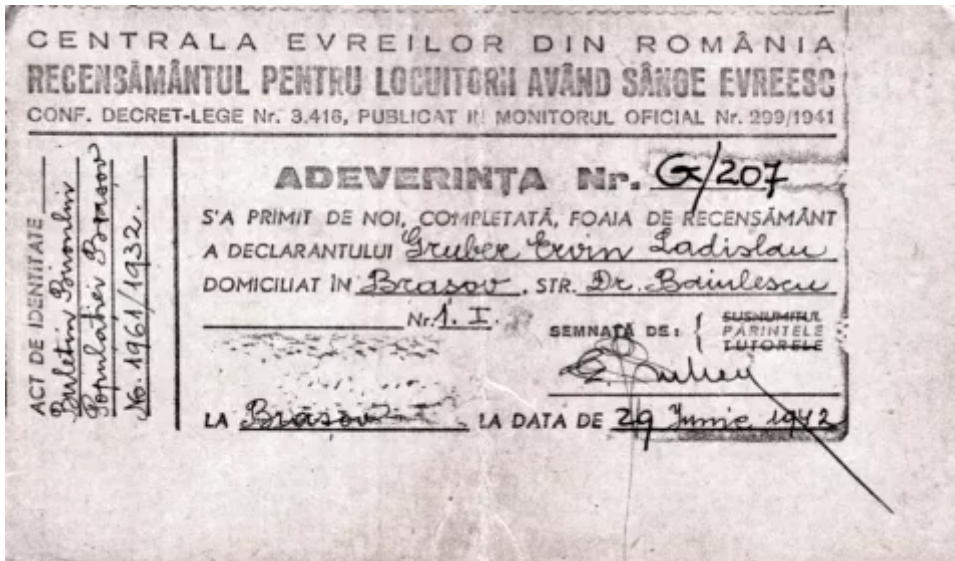 CENTRALA EVREILOR DIN ROMÂNIA
RECENSĂMÂNTUL PENTRU LOCUITORII AVÂND SÂNGE EVREESC
CONF. DECRET-LEGE Nr. 3.416, PUBLICAT IN MONITORUL OFICIAL Nr. 299/1941
ADEVERINȚA Nr. G/207
S'A PRIMIT DE NOI, COMPLETATĂ, FOAIA DE RECENSĂMÂNT
A DECLARANTULUI Gruber Ervin Ladislau
DOMICILIAT ÎN Brasov, STR. Dr. Baiulescu
Nr. 1. I.
SEMNATĂ DE: SUSNUMITUL
PĂRINTELE
TUTORELE
LA Brasov LA DATA DE 29 Iunie 1942
ACT DE IDENTITATE
Buletin Biroului
Populatiei Brasov
No. 1961/1932.